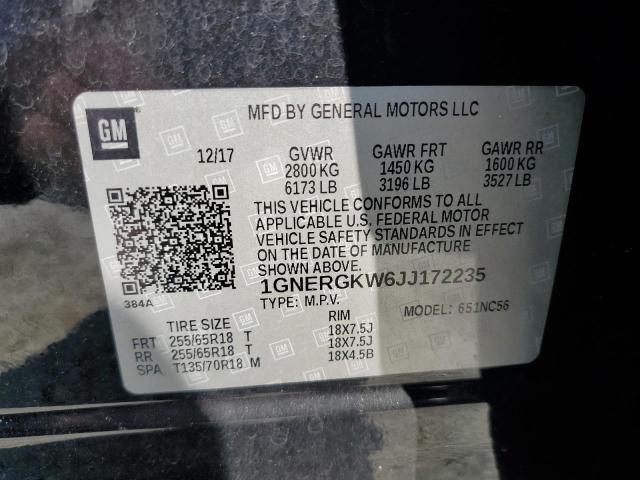 GM
MFD BY GENERAL MOTORS LLC
12/17 GVWR GAWR FRT GAWR RR
2800 KG 1450 KG 1600 KG
6173 LB 3196 LB 3527 LB
THIS VEHICLE CONFORMS TO ALL
APPLICABLE U.S. FEDERAL MOTOR
VEHICLE SAFETY STANDARDS IN EFFECT
ON THE DATE OF MANUFACTURE
SHOWN ABOVE.
1GNERGKW6JJ172235
384A TYPE: M.P.V. MODEL: 651NC56
TIRE SIZE RIM
FRT 255/65R18 T 18X7.5J
RR 255/65R18 T 18X7.5J
SPA T135/70R18 M 18X4.5B